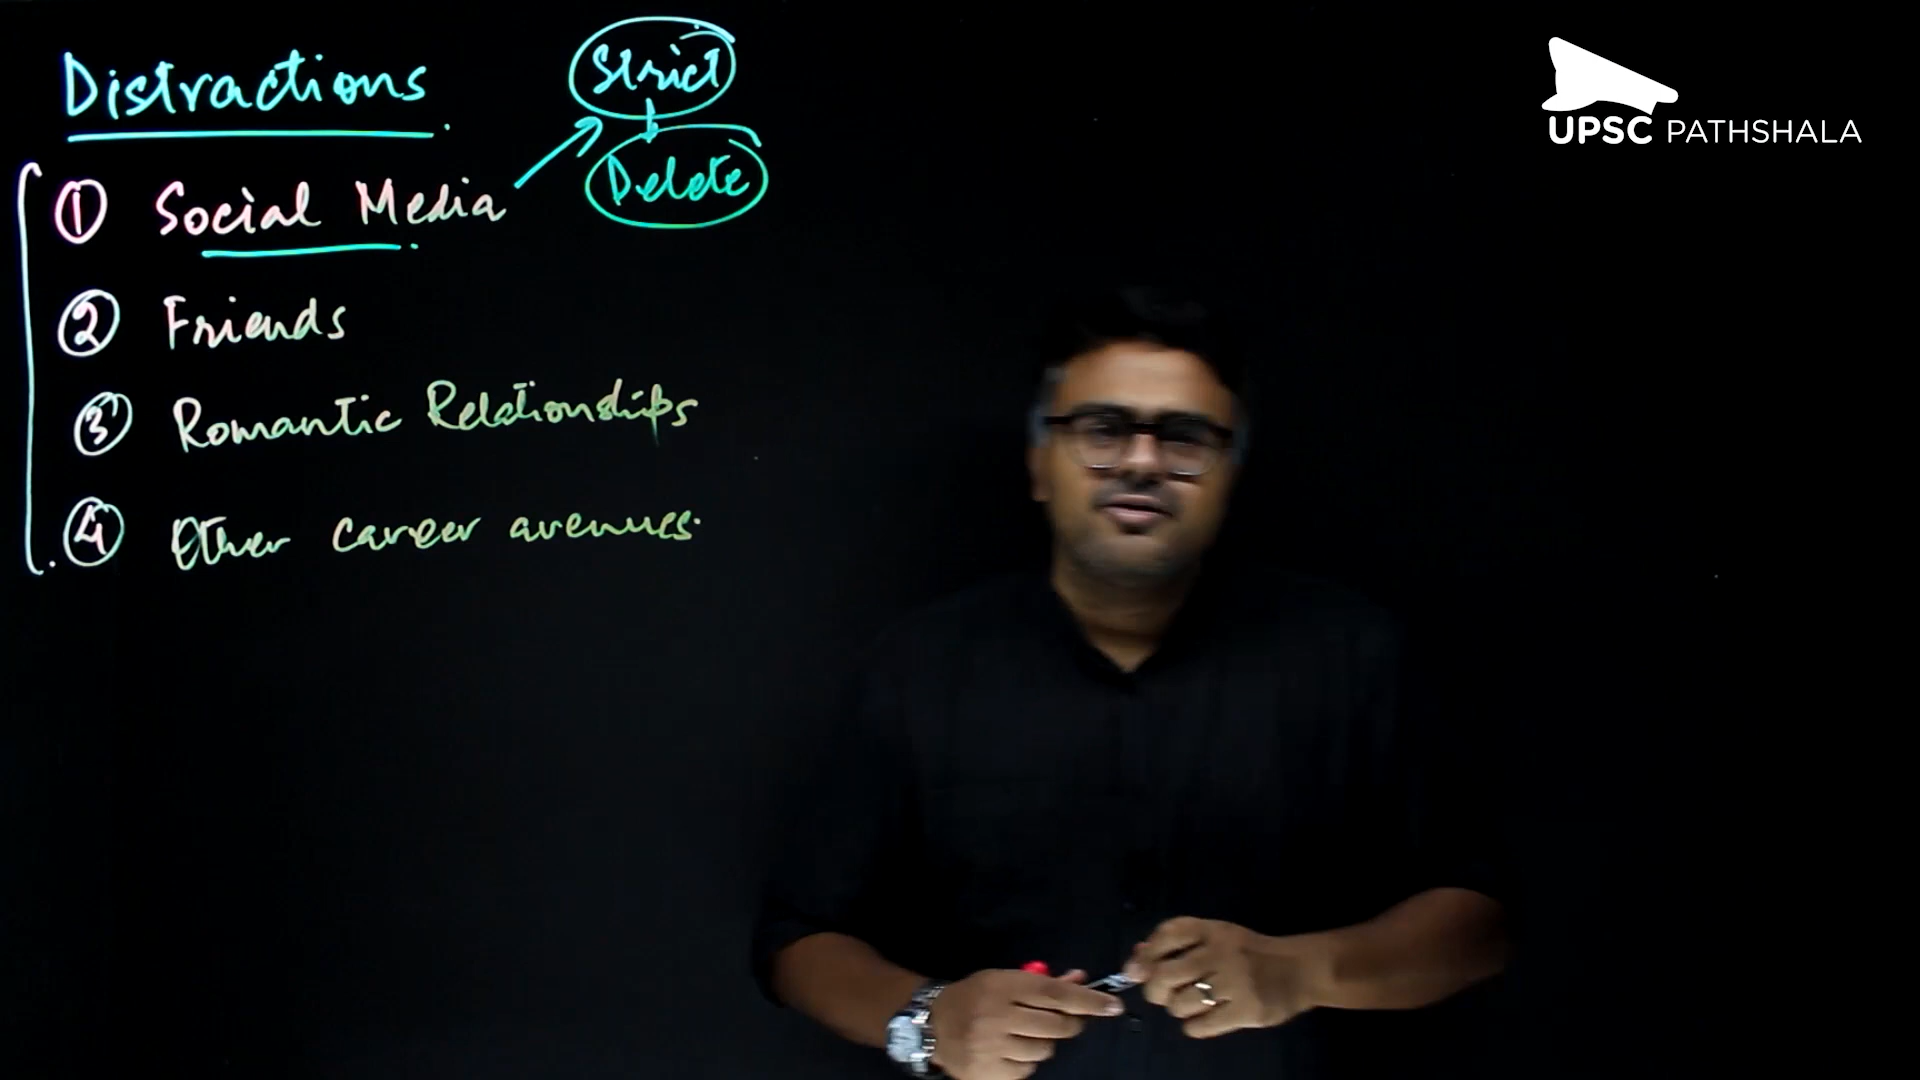 Distractions
Strict
Delete
① Social Media
② Friends
③ Romantic Relationships
④ Other career avenues.
UPSC PATHSHALA